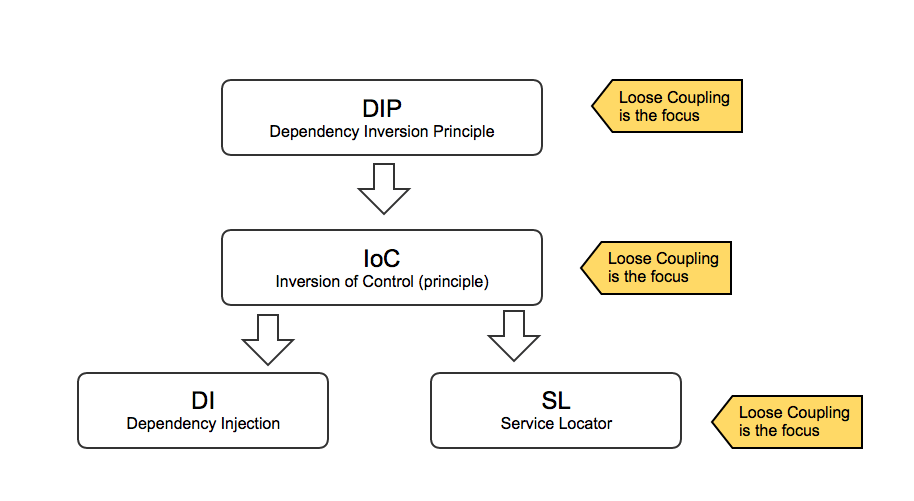 DIP
Dependency Inversion Principle
Loose Coupling
is the focus
IoC
Inversion of Control (principle)
Loose Coupling
is the focus
DI
Dependency Injection
SL
Service Locator
Loose Coupling
is the focus